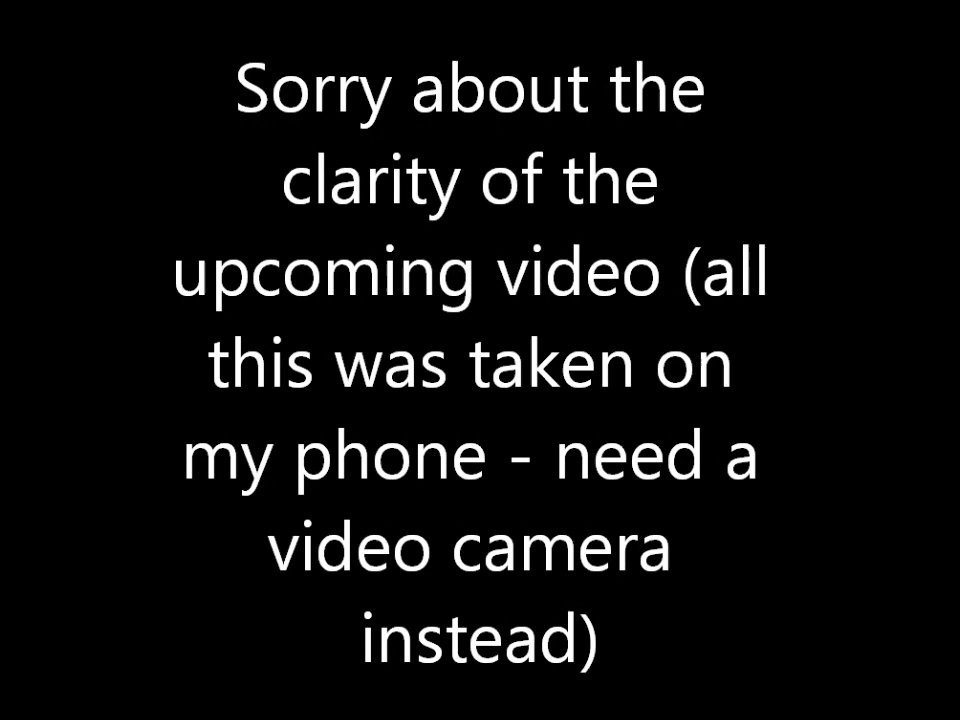 Sorry about the
clarity of the
upcoming video (all
this was taken on
my phone - need a
video camera
instead)